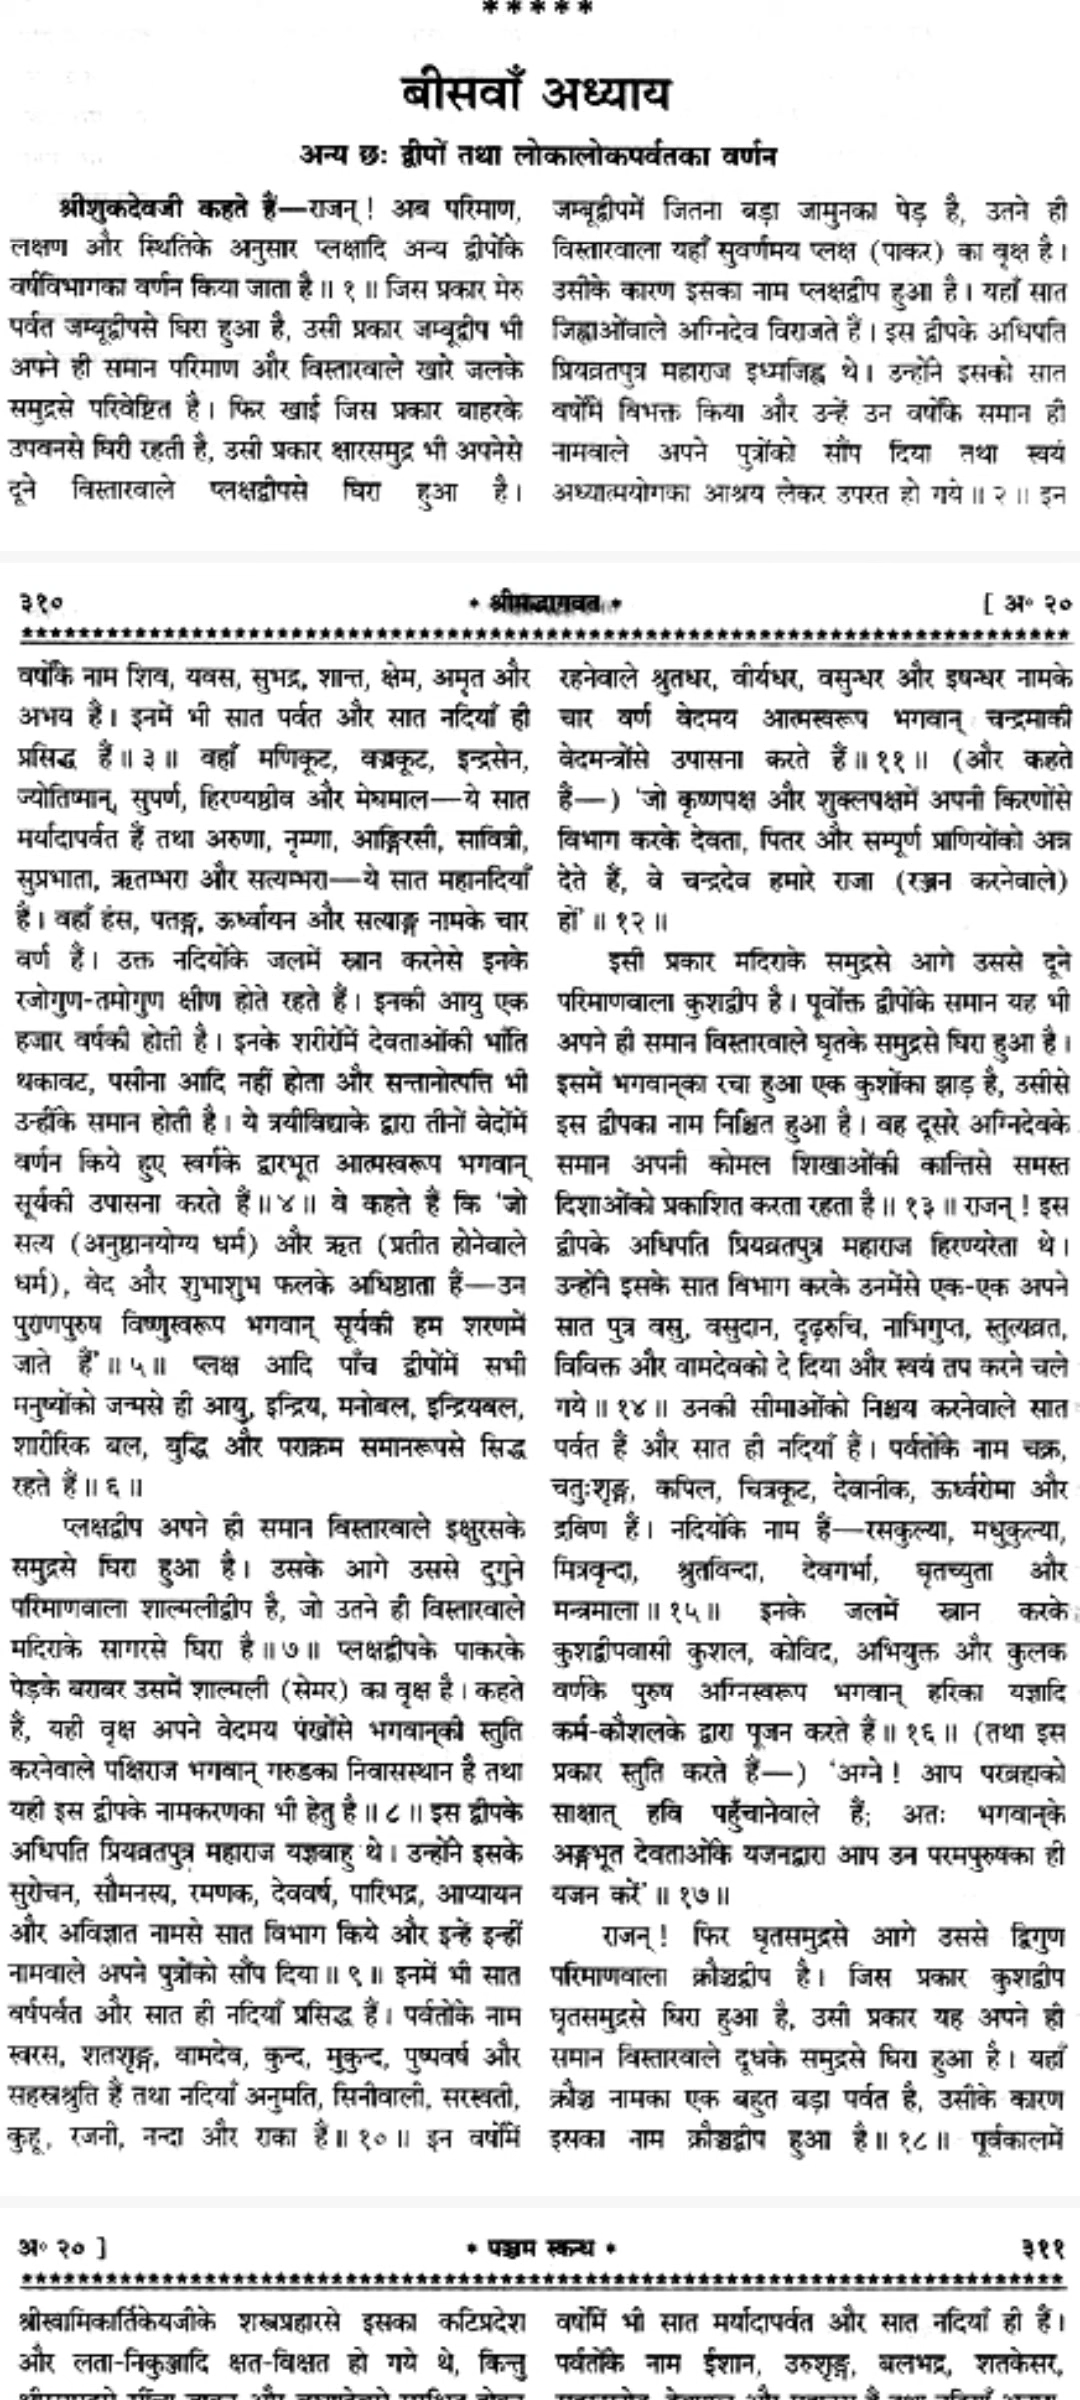 *****
बीसवाँ अध्याय
अन्य छः द्वीपों तथा लोकालोकपर्वतका वर्णन
श्रीशुकदेवजी कहते हैं—राजन् ! अब परिमाण,
लक्षण और स्थितिके अनुसार प्लक्षादि अन्य द्वीपोंके
वर्षविभागका वर्णन किया जाता है ॥ १ ॥ जिस प्रकार मेरु
पर्वत जम्बूद्वीपसे घिरा हुआ है, उसी प्रकार जम्बूद्वीप भी
अपने ही समान परिमाण और विस्तारवाले खारे जलके
समुद्रसे परिवेष्टित है। फिर खाई जिस प्रकार बाहरके
उपवनसे घिरी रहती है, उसी प्रकार क्षारसमुद्र भी अपनेसे
दूने विस्तारवाले प्लक्षद्वीपसे घिरा हुआ है।
जम्बूद्वीपमें जितना बड़ा जामुनका पेड़ है, उतने ही
विस्तारवाला यहाँ सुवर्णमय प्लक्ष (पाकर) का वृक्ष है।
उसीके कारण इसका नाम प्लक्षद्वीप हुआ है। यहाँ सात
जिह्वाओंवाले अग्निदेव विराजते हैं। इस द्वीपके अधिपति
प्रियव्रतपुत्र महाराज इध्मजिह्व थे। उन्होंने इसको सात
वर्षोंमें विभक्त किया और उन्हें उन वर्षोंके समान ही
नामवाले अपने पुत्रोंको सौंप दिया तथा स्वयं
अध्यात्मयोगका आश्रय लेकर उपरत हो गये ॥ २ ॥ इन
३१०
* श्रीमद्भागवत *
[ अ० २०
वर्षोंके नाम शिव, यवस, सुभद्र, शान्त, क्षेम, अमृत और
अभय हैं। इनमें भी सात पर्वत और सात नदियाँ ही
प्रसिद्ध हैं ॥ ३ ॥ वहाँ मणिकूट, वज्रकूट, इन्द्रसेन,
ज्योतिष्मान्, सुपर्ण, हिरण्यष्ठीव और मेघमाल—ये सात
मर्यादापर्वत हैं तथा अरुणा, नृम्णा, आङ्गिरसी, सावित्री,
सुप्रभाता, ऋतम्भरा और सत्यम्भरा—ये सात महानदियाँ
हैं। वहाँ हंस, पतङ्ग, ऊर्ध्वायन और सत्याङ्ग नामके चार
वर्ण हैं। उक्त नदियोंके जलमें स्नान करनेसे इनके
रजोगुण-तमोगुण क्षीण होते रहते हैं। इनकी आयु एक
हजार वर्षकी होती है। इनके शरीरोंमें देवताओंकी भाँति
थकावट, पसीना आदि नहीं होता और सन्तानोत्पत्ति भी
उन्हींके समान होती है। ये त्रयीविद्याके द्वारा तीनों वेदोंमें
वर्णन किये हुए स्वर्गके द्वारभूत आत्मस्वरूप भगवान्
सूर्यकी उपासना करते हैं ॥ ४ ॥ वे कहते हैं कि ‘जो
सत्य (अनुष्ठानयोग्य धर्म) और ऋत (प्रतीत होनेवाले
धर्म), वेद और शुभाशुभ फलके अधिष्ठाता हैं—उन
पुराणपुरुष विष्णुस्वरूप भगवान् सूर्यकी हम शरणमें
जाते हैं’ ॥ ५ ॥ प्लक्ष आदि पाँच द्वीपोंमें सभी
मनुष्योंको जन्मसे ही आयु, इन्द्रिय, मनोबल, इन्द्रियबल,
शारीरिक बल, बुद्धि और पराक्रम समानरूपसे सिद्ध
रहते हैं ॥ ६ ॥
प्लक्षद्वीप अपने ही समान विस्तारवाले इक्षुरसके
समुद्रसे घिरा हुआ है। उसके आगे उससे दुगुने
परिमाणवाला शाल्मलीद्वीप है, जो उतने ही विस्तारवाले
मदिराके सागरसे घिरा है ॥ ७ ॥ प्लक्षद्वीपके पाकरके
पेड़के बराबर उसमें शाल्मली (सेमर) का वृक्ष है। कहते
हैं, यही वृक्ष अपने वेदमय पंखोंसे भगवान्‌की स्तुति
करनेवाले पक्षिराज भगवान् गरुडका निवासस्थान है तथा
यही इस द्वीपके नामकरणका भी हेतु है ॥ ८ ॥ इस द्वीपके
अधिपति प्रियव्रतपुत्र महाराज यज्ञबाहु थे। उन्होंने इसके
सुरोचन, सौमनस्य, रमणक, देववर्ष, पारिभद्र, आप्यायन
और अविज्ञात नामसे सात विभाग किये और इन्हें इन्हीं
नामवाले अपने पुत्रोंको सौंप दिया ॥ ९ ॥ इनमें भी सात
वर्षपर्वत और सात ही नदियाँ प्रसिद्ध हैं। पर्वतोंके नाम
स्वरस, शतशृङ्ग, वामदेव, कुन्द, मुकुन्द, पुष्पवर्ष और
सहस्रश्रुति हैं तथा नदियाँ अनुमति, सिनीवाली, सरस्वती,
कुहू, रजनी, नन्दा और राका हैं ॥ १० ॥ इन वर्षोंमें
रहनेवाले श्रुतधर, वीर्यधर, वसुन्धर और इषन्धर नामके
चार वर्ण वेदमय आत्मस्वरूप भगवान् चन्द्रमाकी
वेदमन्त्रोंसे उपासना करते हैं ॥ ११ ॥ (और कहते
हैं—) ‘जो कृष्णपक्ष और शुक्लपक्षमें अपनी किरणोंसे
विभाग करके देवता, पितर और सम्पूर्ण प्राणियोंको अन्न
देते हैं, वे चन्द्रदेव हमारे राजा (रञ्जन करनेवाले)
हों’ ॥ १२ ॥
इसी प्रकार मदिराके समुद्रसे आगे उससे दूने
परिमाणवाला कुशद्वीप है। पूर्वोक्त द्वीपोंके समान यह भी
अपने ही समान विस्तारवाले घृतके समुद्रसे घिरा हुआ है।
इसमें भगवान्‌का रचा हुआ एक कुशोंका झाड़ है, उसीसे
इस द्वीपका नाम निश्चित हुआ है। वह दूसरे अग्निदेवके
समान अपनी कोमल शिखाओंकी कान्तिसे समस्त
दिशाओंको प्रकाशित करता रहता है ॥ १३ ॥ राजन् ! इस
द्वीपके अधिपति प्रियव्रतपुत्र महाराज हिरण्यरेता थे।
उन्होंने इसके सात विभाग करके उनमेंसे एक-एक अपने
सात पुत्र वसु, वसुदान, दृढ़रुचि, नाभिगुप्त, स्तुत्यव्रत,
विविक्त और वामदेवको दे दिया और स्वयं तप करने चले
गये ॥ १४ ॥ उनकी सीमाओंको निश्चय करनेवाले सात
पर्वत हैं और सात ही नदियाँ हैं। पर्वतोंके नाम चक्र,
चतुःशृङ्ग, कपिल, चित्रकूट, देवानीक, ऊर्ध्वरोमा और
द्रविण हैं। नदियोंके नाम हैं—रसकुल्या, मधुकुल्या,
मित्रवृन्दा, श्रुतविन्दा, देवगर्भा, घृतच्युता और
मन्त्रमाला ॥ १५ ॥ इनके जलमें स्नान करके
कुशद्वीपवासी कुशल, कोविद, अभियुक्त और कुलक
वर्णके पुरुष अग्निस्वरूप भगवान् हरिका यज्ञादि
कर्म-कौशलके द्वारा पूजन करते हैं ॥ १६ ॥ (तथा इस
प्रकार स्तुति करते हैं—) ‘अग्ने ! आप परब्रह्मको
साक्षात् हवि पहुँचानेवाले हैं; अतः भगवान्‌के
अङ्गभूत देवताओंके यजनद्वारा आप उन परमपुरुषका ही
यजन करें’ ॥ १७ ॥
राजन् ! फिर घृतसमुद्रसे आगे उससे द्विगुण
परिमाणवाला क्रौञ्चद्वीप है। जिस प्रकार कुशद्वीप
घृतसमुद्रसे घिरा हुआ है, उसी प्रकार यह अपने ही
समान विस्तारवाले दूधके समुद्रसे घिरा हुआ है। यहाँ
क्रौञ्च नामका एक बहुत बड़ा पर्वत है, उसीके कारण
इसका नाम क्रौञ्चद्वीप हुआ है ॥ १८ ॥ पूर्वकालमें
अ० २० ]
* पञ्चम स्कन्ध *
३११
श्रीस्वामिकार्तिकेयजीके शस्त्रप्रहारसे इसका कटिप्रदेश
और लता-निकुञ्जादि क्षत-विक्षत हो गये थे, किन्तु
वर्षोंमें भी सात मर्यादापर्वत और सात नदियाँ ही हैं।
पर्वतोंके नाम ईशान, उरुशृङ्ग, बलभद्र, शतकेसर,